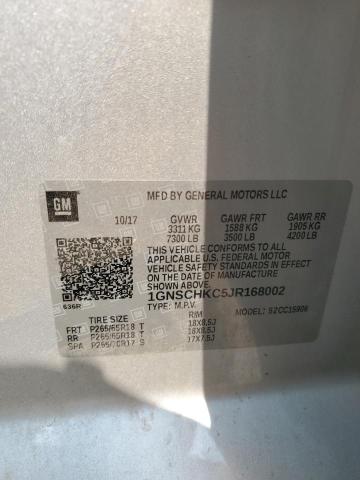 GM
MFD BY GENERAL MOTORS LLC
10/17 GVWR GAWR FRT GAWR RR
3311 KG 1588 KG 1905 KG
7300 LB 3500 LB 4200 LB
THIS VEHICLE CONFORMS TO ALL
APPLICABLE U.S. FEDERAL MOTOR
VEHICLE SAFETY STANDARDS IN
EFFECT ON THE DATE OF MANUFACTURE
SHOWN ABOVE.
636R 1GNSCHKC5JR168002
TYPE: M.P.V.
TIRE SIZE RIM
FRT P265/65R18 T 18X8.5J
RR P265/65R18 T 18X8.5J
SPA S 17X7.5J